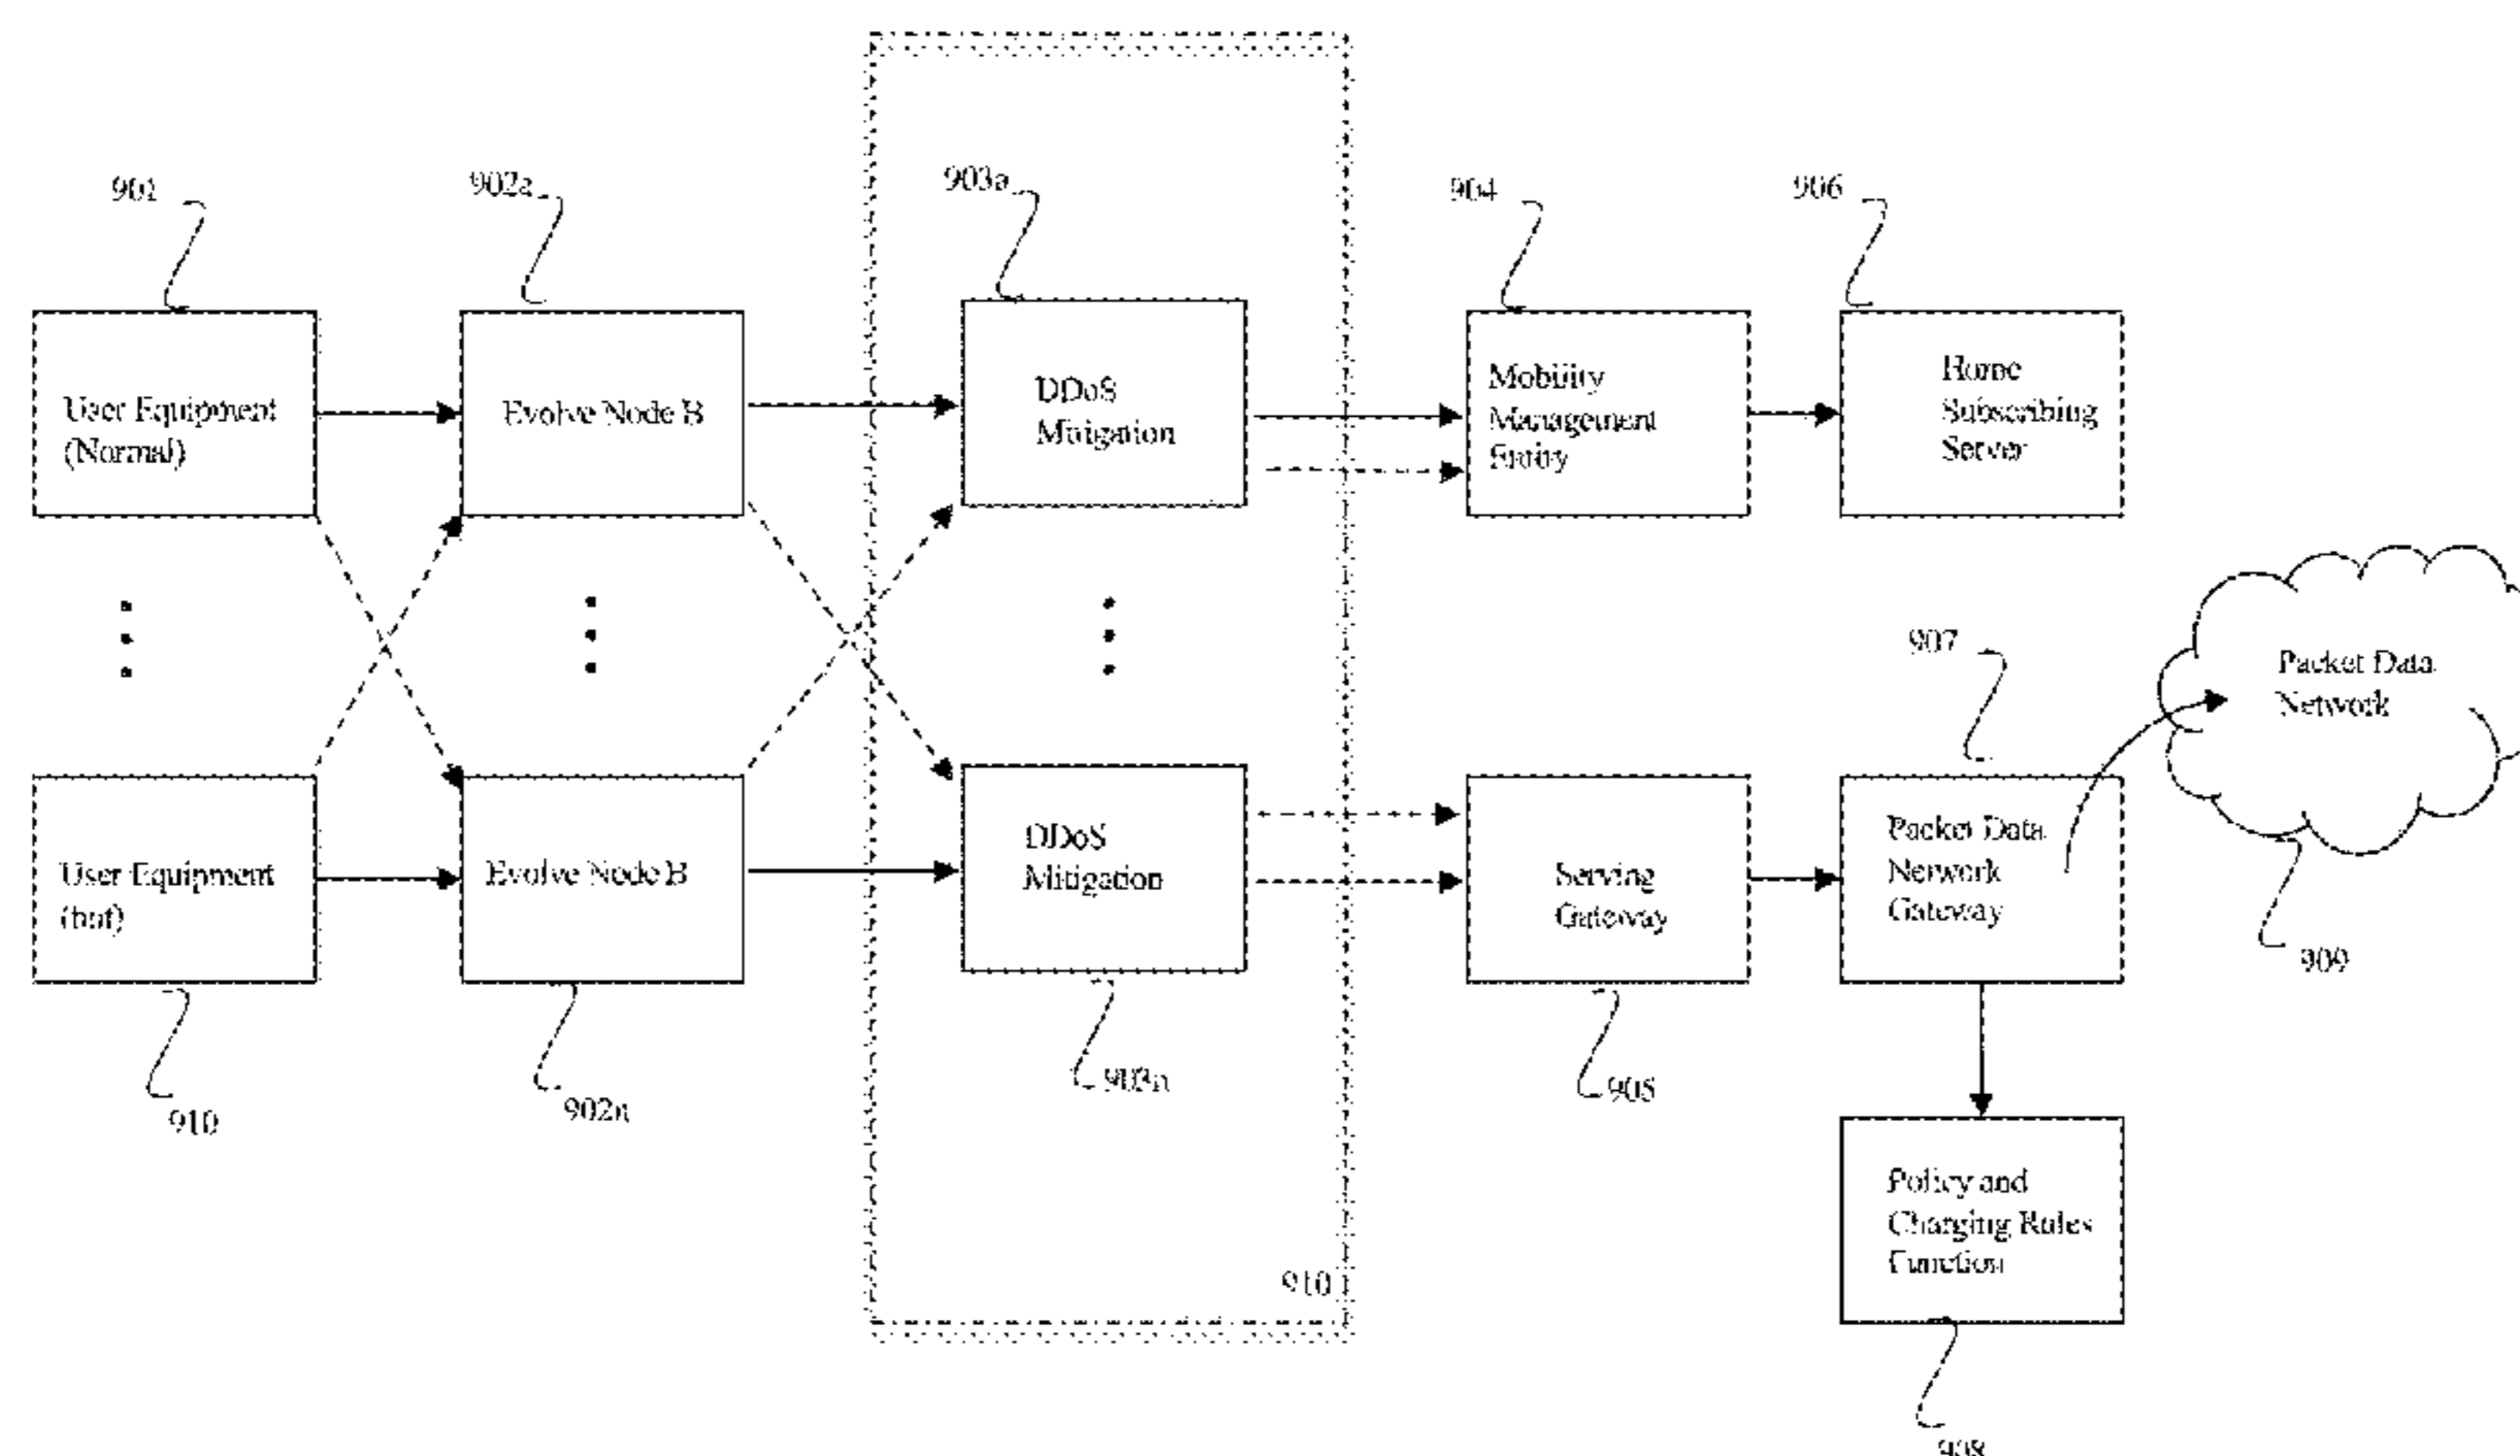 901
902a
903a
904
906
User Equipment
(Normal)
Evolve Node B
DDoS
Mitigation
Mobility
Management
Entity
Home
Subscribing
Server
907
Packet Data
Network
User Equipment
(bot)
Evolve Node B
DDoS
Mitigation
Serving
Gateway
Packet Data
Network
Gateway
909
910
902n
903n
905
Policy and
Charging Rules
Function
910
908